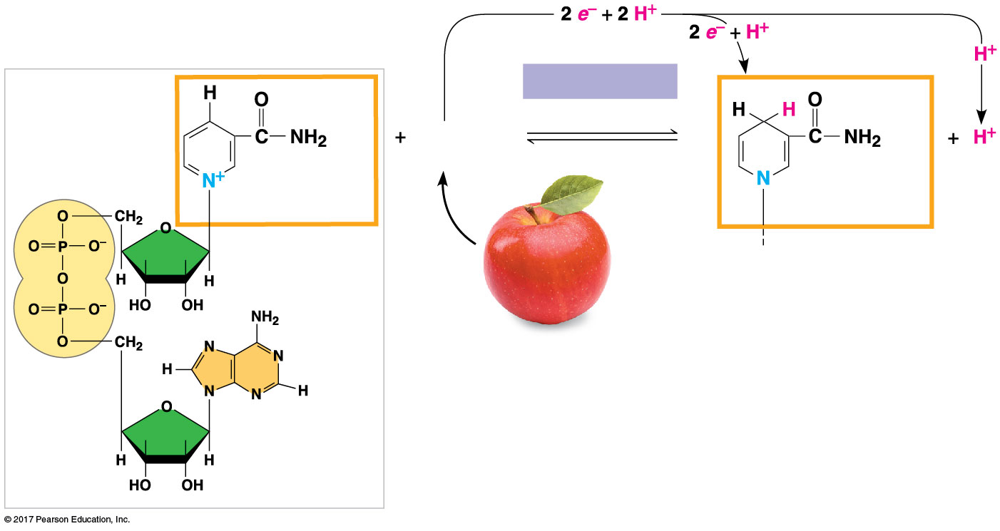 2 e⁻ + 2 H⁺
2 e⁻ + H⁺
H⁺
H
O
C
NH₂
N⁺
+
H
H
O
C
NH₂
N
+
H⁺
O
CH₂
O
O=P—O⁻
H
H
O
HO
OH
O=P—O⁻
O
CH₂
NH₂
N
N
H
N
N
H
O
H
H
HO
OH
© 2017 Pearson Education, Inc.